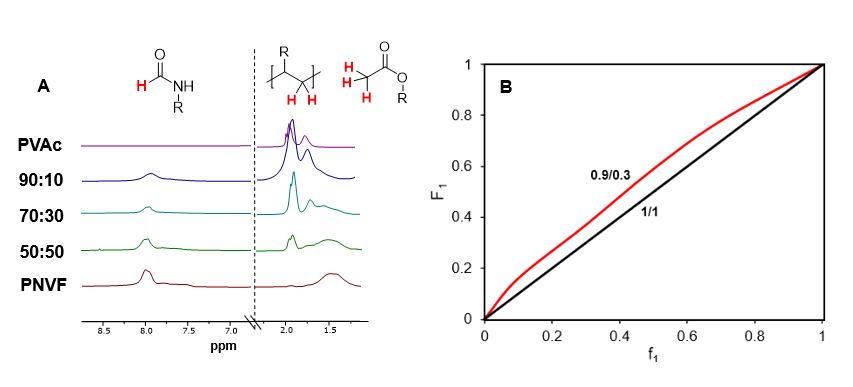 A
O
H
NH
R
R
H H
O
H
H
H
O
R
PVAc
90:10
70:30
50:50
PNVF
8.5 8.0 7.5 7.0 2.0 1.5
ppm
B
1
0.8
0.6
0.4
0.2
0
F1
0.9/0.3
1/1
0 0.2 0.4 0.6 0.8 1
f1